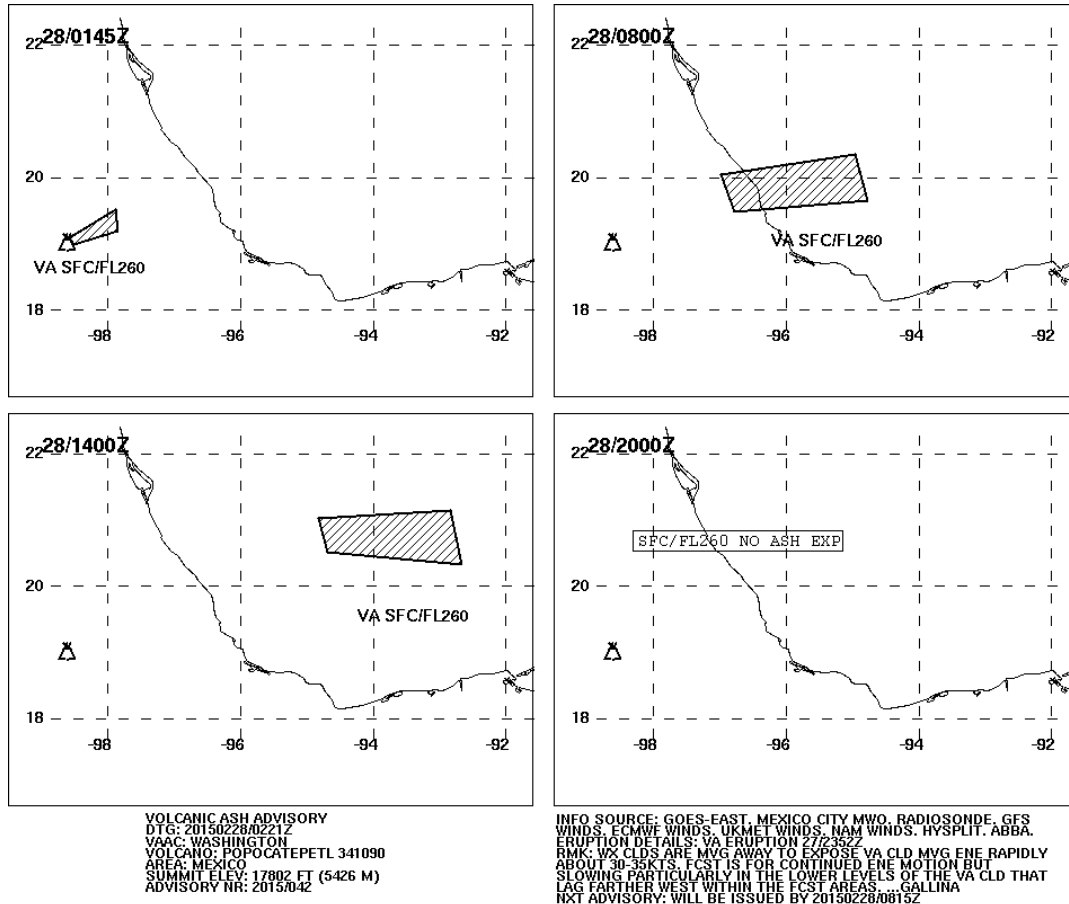 28/0145Z
22
20
18
-98
-96
-94
-92
VA SFC/FL260
28/0800Z
22
20
18
-98
-96
-94
-92
VA SFC/FL260
28/1400Z
22
20
18
-98
-96
-94
-92
VA SFC/FL260
28/2000Z
22
20
18
-98
-96
-94
-92
SFC/FL260 NO ASH EXP
VOLCANIC ASH ADVISORY
DTG: 20150228/0221Z
VAAC: WASHINGTON
VOLCANO: POPOCATEPETL 341090
AREA: MEXICO
SUMMIT ELEV: 17802 FT (5426 M)
ADVISORY NR: 2015/042
INFO SOURCE: GOES-EAST. MEXICO CITY MWO. RADIOSONDE. GFS
WINDS. ECMWF WINDS. UKMET WINDS. NAM WINDS. HYSPLIT. ABBA.
ERUPTION DETAILS: VA ERUPTION 27/2352Z
RMK: WX CLDS ARE MVG AWAY TO EXPOSE VA CLD MVG ENE RAPIDLY
ABOUT 30-35KTS. FCST IS FOR CONTINUED ENE MOTION BUT
SLOWING PARTICULARLY IN THE LOWER LEVELS OF THE VA CLD THAT
LAG FARTHER WEST WITHIN THE FCST AREAS. ...GALLINA
NXT ADVISORY: WILL BE ISSUED BY 20150228/0815Z